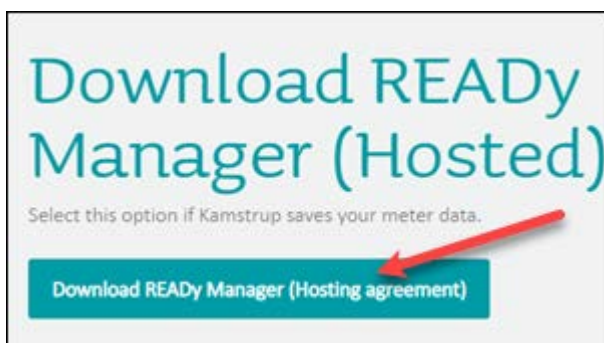 Download READy
Manager (Hosted)
Select this option if Kamstrup saves your meter data.
Download READy Manager (Hosting agreement)